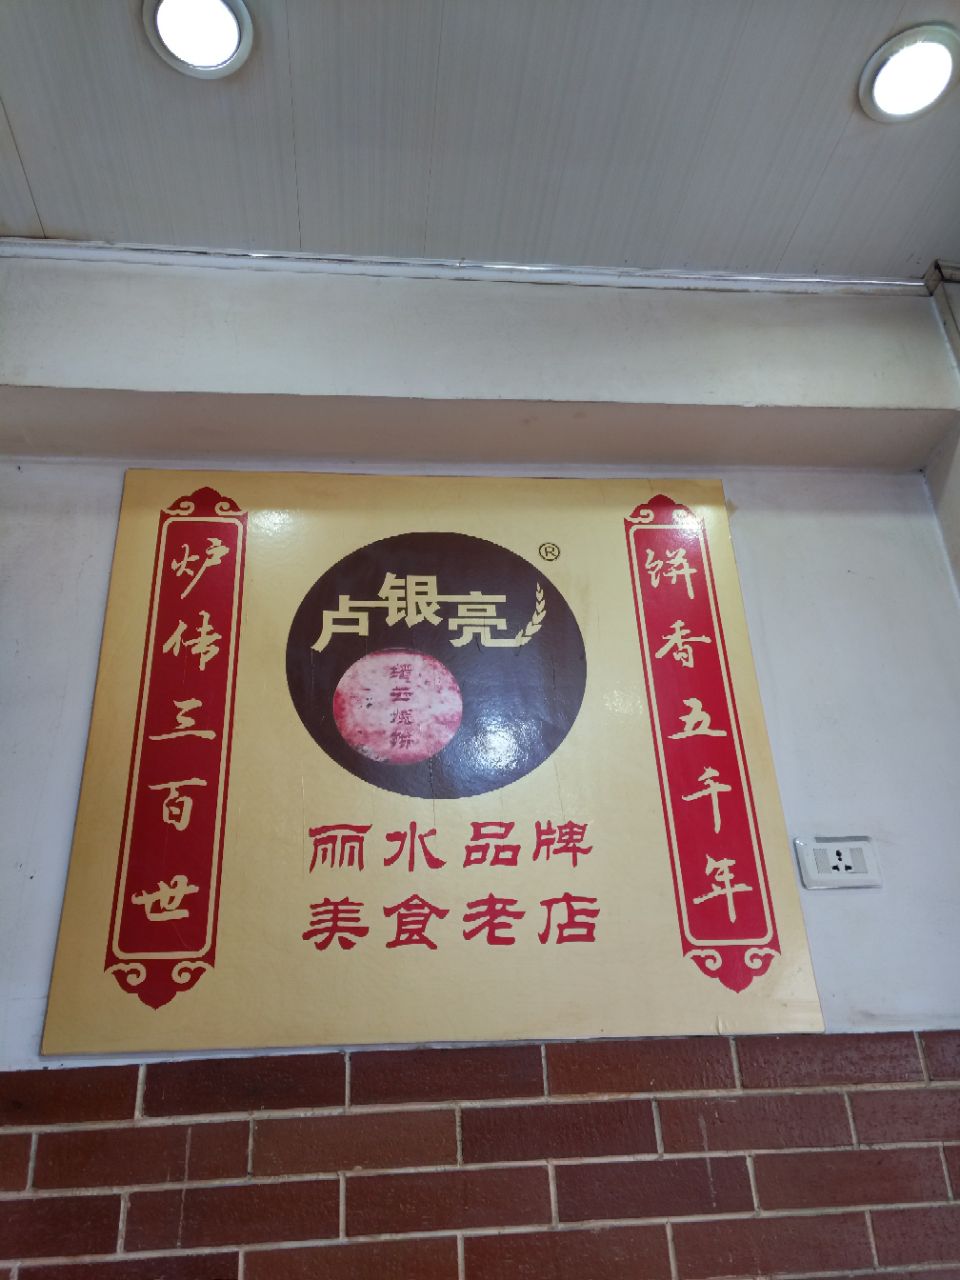 饼香五千年
炉传三百世
卢银亮®
缙云烧饼
丽水品牌
美食老店